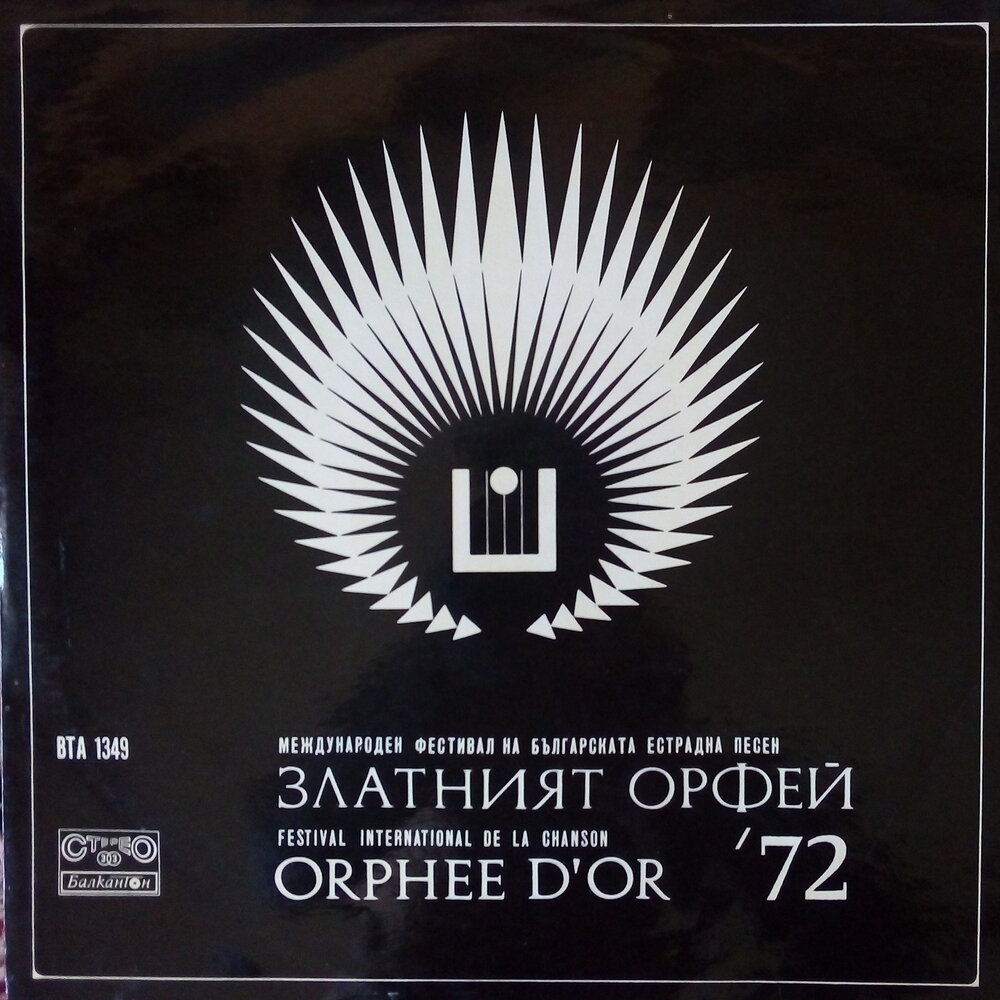 ВТА 1349
МЕЖДУНАРОДЕН ФЕСТИВАЛ НА БЪЛГАРСКАТА ЕСТРАДНА ПЕСЕН
ЗЛАТНИЯТ ОРФЕЙ
FESTIVAL INTERNATIONAL DE LA CHANSON
ORPHEE D'OR '72
СТЕРЕО
33
Балкантон